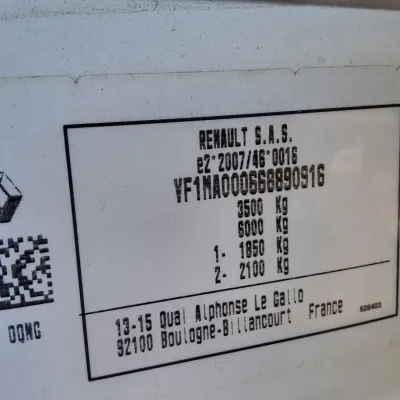 RENAULT S.A.S.
e2*2007/46*0016
VF1MA000668890916
3500 Kg
6000 Kg
1- 1850 Kg
2- 2100 Kg
13-15 Quai Alphonse Le Gallo
92100 Boulogne-Billancourt France
628403
OQNG